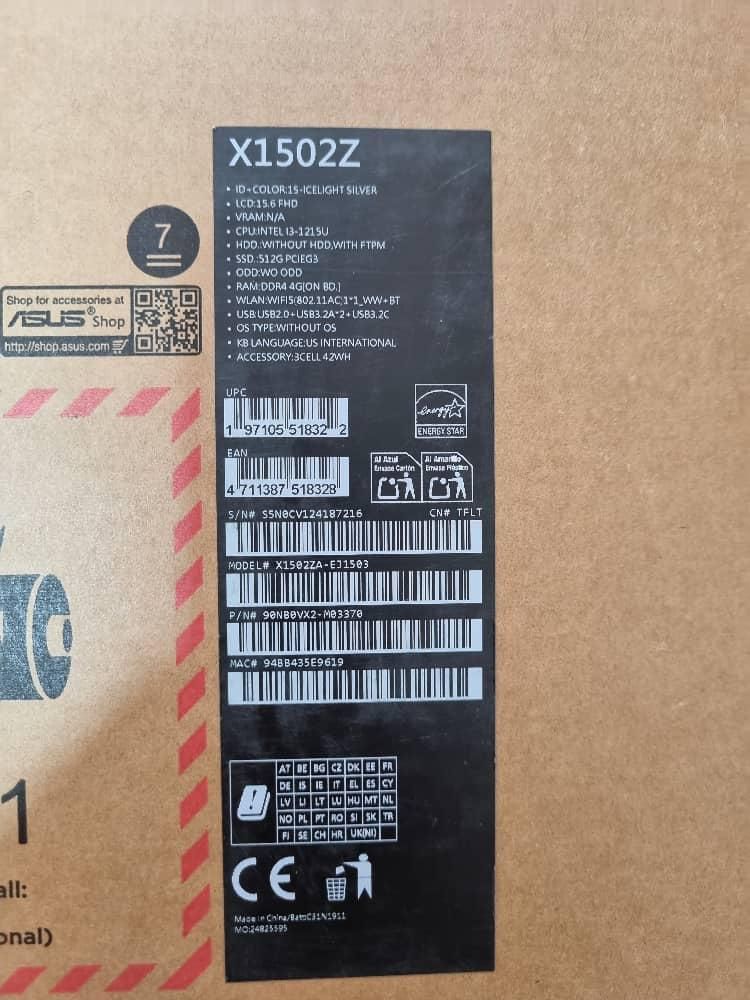 X1502Z
• ID+COLOR:15-ICELIGHT SILVER
• LCD:15.6 FHD
• VRAM:N/A
• CPU:INTEL I3-1215U
• HDD.:WITHOUT HDD,WITH FTPM
• SSD.:512G PCIEG3
• ODD:WO ODD
• RAM:DDR4 4G[ON BD.]
• WLAN:WIFI5(802.11AC)1*1_WW+BT
• USB:USB2.0+USB3.2A*2+USB3.2C
• OS TYPE:WITHOUT OS
• KB LANGUAGE:US INTERNATIONAL
• ACCESSORY:3CELL 42WH
7
Shop for accessories at
ASUS® Shop
http://shop.asus.com
UPC
1 97105 51832 2
energy
ENERGY STAR
EAN
4 711387 518328
Al Azul
Envase Cartón
Al Amarillo
Envase Plástico
S/N# S5N0CV124187216 CN# TFLT
MODEL# X1502ZA-EJ1503
P/N# 90NB0VX2-M03370
MAC# 94BB435E9619
AT BE BG CZ DK EE FR
DE IS IE IT EL ES CY
LV LI LT LU HU MT NL
NO PL PT RO SI SK TR
FI SE CH HR UK(NI)
CE
Made in China/Batt:C31N1911
MO:24825595
1
all:
onal)